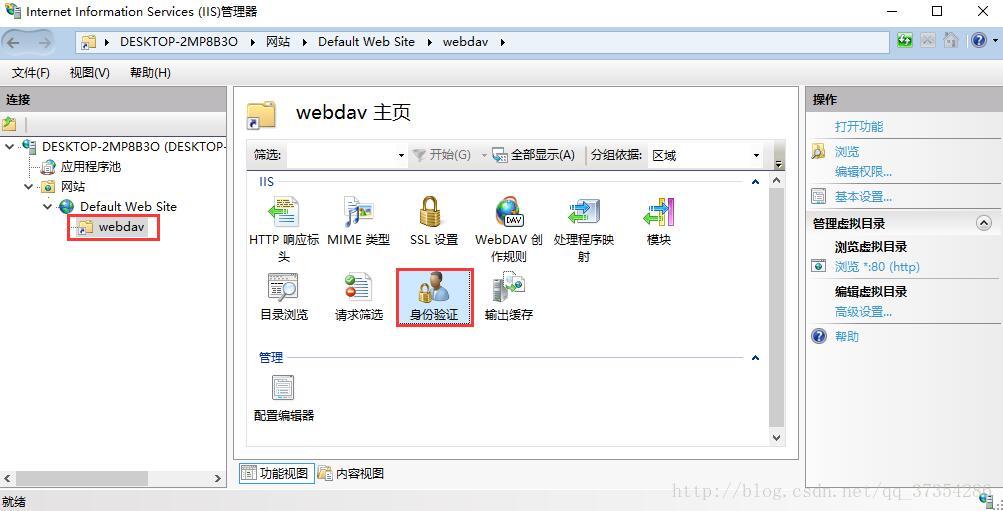 Internet Information Services (IIS)管理器
DESKTOP-2MP8B3O 网站 Default Web Site webdav
文件(F) 视图(V) 帮助(H)
连接
DESKTOP-2MP8B3O (DESKTOP-
应用程序池
网站
Default Web Site
webdav
webdav 主页
筛选: 开始(G) 全部显示(A) 分组依据: 区域
IIS
HTTP 响应标头
MIME 类型
SSL 设置
WebDAV 创作规则
处理程序映射
模块
目录浏览
请求筛选
身份验证
输出缓存
管理
配置编辑器
功能视图 内容视图
操作
打开功能
浏览
编辑权限...
基本设置...
管理虚拟目录
浏览虚拟目录
浏览 *:80 (http)
编辑虚拟目录
高级设置...
帮助
就绪
http://blog.csdn.net/qq_37354286